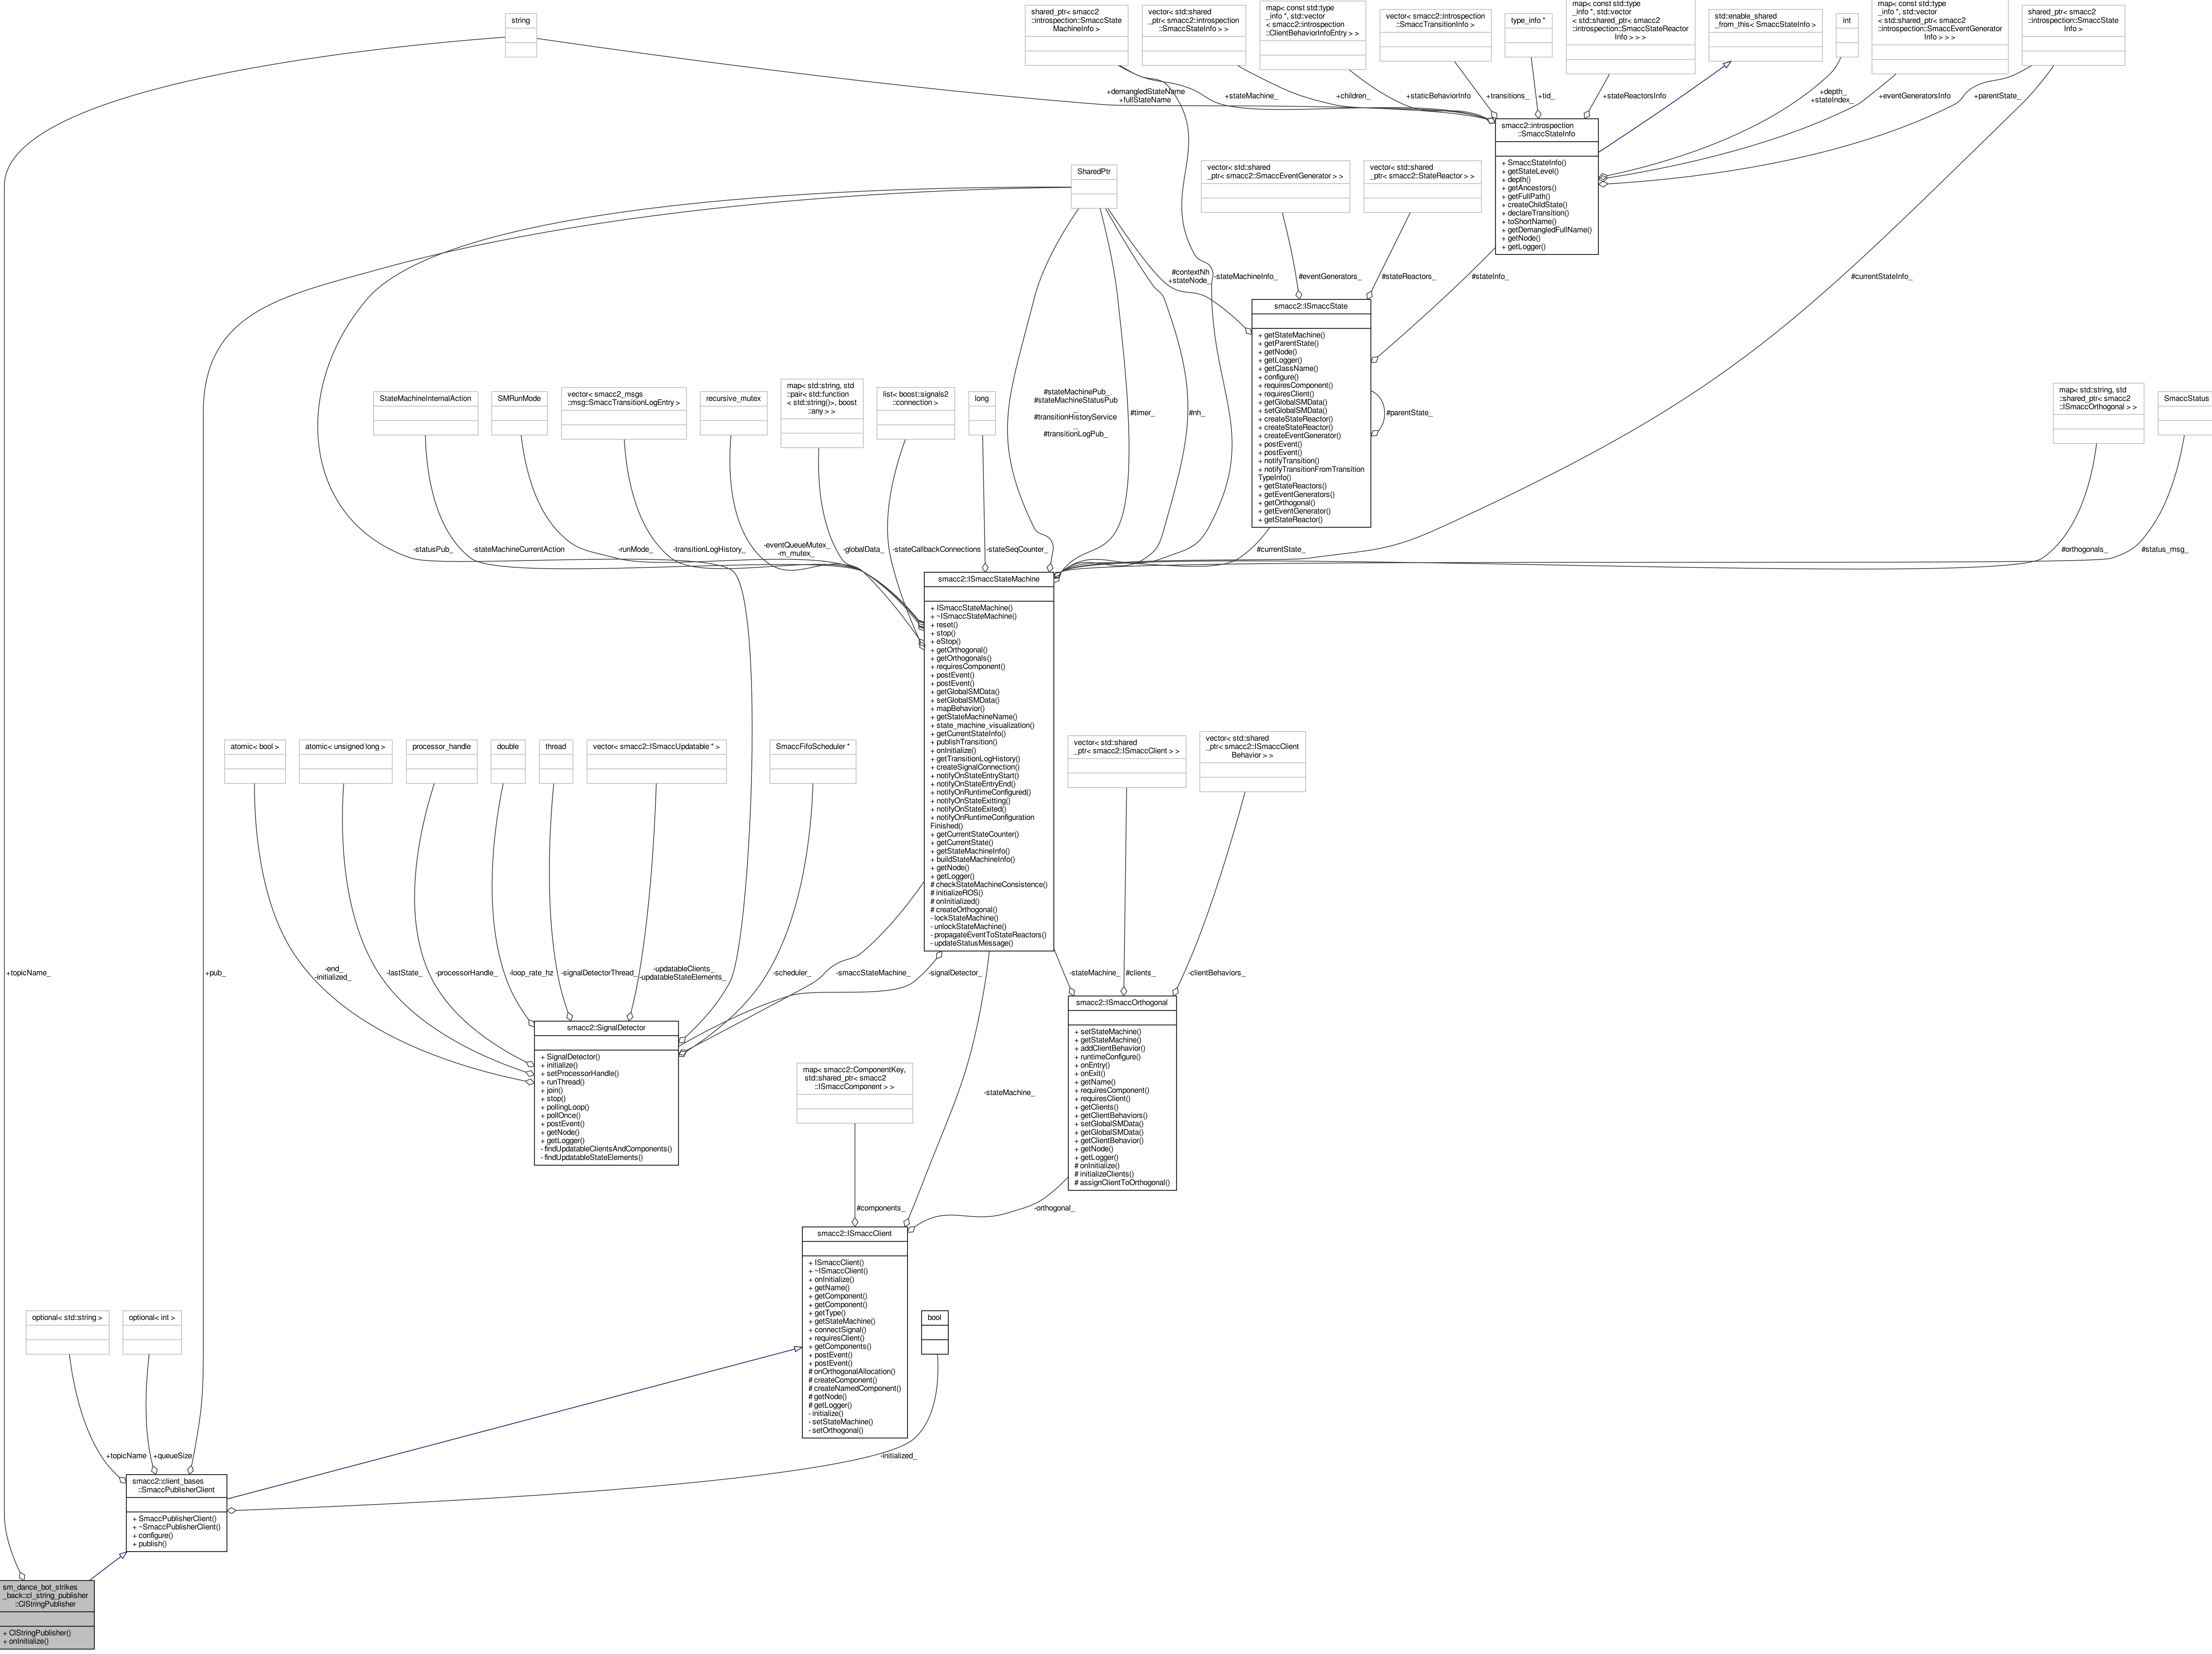 string
shared_ptr< smacc2
::introspection::SmaccState
MachineInfo >
vector< std::shared
_ptr< smacc2::introspection
::SmaccStateInfo > >
map< const std::type
_info *, std::vector
< smacc2::introspection
::ClientBehaviorInfoEntry > >
vector< smacc2::introspection
::SmaccTransitionInfo >
type_info *
map< const std::type
_info *, std::vector
< std::shared_ptr< smacc2
::introspection::SmaccStateReactor
Info > > >
std::enable_shared
_from_this< SmaccStateInfo >
int
map< const std::type
_info *, std::vector
< std::shared_ptr< smacc2
::introspection::SmaccEventGenerator
Info > > >
shared_ptr< smacc2
::introspection::SmaccState
Info >
+demangledStateName
+fullStateName
+stateMachine_
+children_
+staticBehaviorInfo
+transitions_
+tid_
+stateReactorsInfo
+depth_
+stateIndex_
+eventGeneratorsInfo
+parentState_
smacc2::introspection
::SmaccStateInfo
+ SmaccStateInfo()
+ getStateLevel()
+ depth()
+ getAncestors()
+ getFullPath()
+ createChildState()
+ declareTransition()
+ toShortName()
+ getDemangledFullName()
+ getNode()
+ getLogger()
SharedPtr
vector< std::shared
_ptr< smacc2::SmaccEventGenerator > >
vector< std::shared
_ptr< smacc2::StateReactor > >
#contextNh
+stateNode_
-stateMachineInfo_
#eventGenerators_
#stateReactors_
#stateInfo_
#currentStateInfo_
smacc2::ISmaccState
+ getStateMachine()
+ getParentState()
+ getNode()
+ getLogger()
+ getClassName()
+ configure()
+ requiresComponent()
+ requiresClient()
+ getGlobalSMData()
+ setGlobalSMData()
+ createStateReactor()
+ createStateReactor()
+ createEventGenerator()
+ postEvent()
+ postEvent()
+ notifyTransition()
+ notifyTransitionFromTransition
TypeInfo()
+ getStateReactors()
+ getEventGenerators()
+ getOrthogonal()
+ getEventGenerator()
+ getStateReactor()
#parentState_
StateMachineInternalAction
SMRunMode
vector< smacc2_msgs
::msg::SmaccTransitionLogEntry >
recursive_mutex
map< std::string, std
::pair< std::function
< std::string()>, boost
::any > >
list< boost::signals2
::connection >
long
#stateMachinePub_
#stateMachineStatusPub
_
#transitionHistoryService
_
#transitionLogPub_
#timer_
#nh_
map< std::string, std
::shared_ptr< smacc2
::ISmaccOrthogonal > >
SmaccStatus
-statusPub_
-stateMachineCurrentAction
-runMode_
-transitionLogHistory_
-eventQueueMutex_
-m_mutex_
-globalData_
-stateCallbackConnections
-stateSeqCounter_
#currentState_
#orthogonals_
#status_msg_
smacc2::ISmaccStateMachine
+ ISmaccStateMachine()
+ ~ISmaccStateMachine()
+ reset()
+ stop()
+ eStop()
+ getOrthogonal()
+ getOrthogonals()
+ requiresComponent()
+ postEvent()
+ postEvent()
+ getGlobalSMData()
+ setGlobalSMData()
+ mapBehavior()
+ getStateMachineName()
+ state_machine_visualization()
+ getCurrentStateInfo()
+ publishTransition()
+ onInitialize()
+ getTransitionLogHistory()
+ createSignalConnection()
+ notifyOnStateEntryStart()
+ notifyOnStateEntryEnd()
+ notifyOnRuntimeConfigured()
+ notifyOnStateExitting()
+ notifyOnStateExited()
+ notifyOnRuntimeConfiguration
Finished()
+ getCurrentStateCounter()
+ getCurrentState()
+ getStateMachineInfo()
+ buildStateMachineInfo()
+ getNode()
+ getLogger()
# checkStateMachineConsistence()
# initializeROS()
# onInitialized()
# createOrthogonal()
- lockStateMachine()
- unlockStateMachine()
- propagateEventToStateReactors()
- updateStatusMessage()
atomic< bool >
atomic< unsigned long >
processor_handle
double
thread
vector< smacc2::ISmaccUpdatable * >
SmaccFifoScheduler *
vector< std::shared
_ptr< smacc2::ISmaccClient > >
vector< std::shared
_ptr< smacc2::ISmaccClient
Behavior > >
+topicName_
+pub_
-end_
-initialized_
-lastState_
-processorHandle_
-loop_rate_hz
-signalDetectorThread_
-updatableClients_
-updatableStateElements_
-scheduler_
-smaccStateMachine_
-signalDetector_
-stateMachine_
#clients_
-clientBehaviors_
smacc2::SignalDetector
+ SignalDetector()
+ initialize()
+ setProcessorHandle()
+ runThread()
+ join()
+ stop()
+ pollingLoop()
+ pollOnce()
+ postEvent()
+ getNode()
+ getLogger()
- findUpdatableClientsAndComponents()
- findUpdatableStateElements()
smacc2::ISmaccOrthogonal
+ setStateMachine()
+ getStateMachine()
+ addClientBehavior()
+ runtimeConfigure()
+ onEntry()
+ onExit()
+ getName()
+ requiresComponent()
+ requiresClient()
+ getClients()
+ getClientBehaviors()
+ setGlobalSMData()
+ getGlobalSMData()
+ getClientBehavior()
+ getNode()
+ getLogger()
# onInitialize()
# initializeClients()
# assignClientToOrthogonal()
map< smacc2::ComponentKey,
std::shared_ptr< smacc2
::ISmaccComponent > >
-stateMachine_
#components_
-orthogonal_
smacc2::ISmaccClient
+ ISmaccClient()
+ ~ISmaccClient()
+ onInitialize()
+ getName()
+ getComponent()
+ getComponent()
+ getType()
+ getStateMachine()
+ connectSignal()
+ requiresClient()
+ getComponents()
+ postEvent()
+ postEvent()
# onOrthogonalAllocation()
# createComponent()
# createNamedComponent()
# getNode()
# getLogger()
- initialize()
- setStateMachine()
- setOrthogonal()
optional< std::string >
optional< int >
bool
+topicName
+queueSize
-initialized_
smacc2::client_bases
::SmaccPublisherClient
+ SmaccPublisherClient()
+ ~SmaccPublisherClient()
+ configure()
+ publish()
sm_dance_bot_strikes
_back::cl_string_publisher
::ClStringPublisher
+ ClStringPublisher()
+ onInitialize()